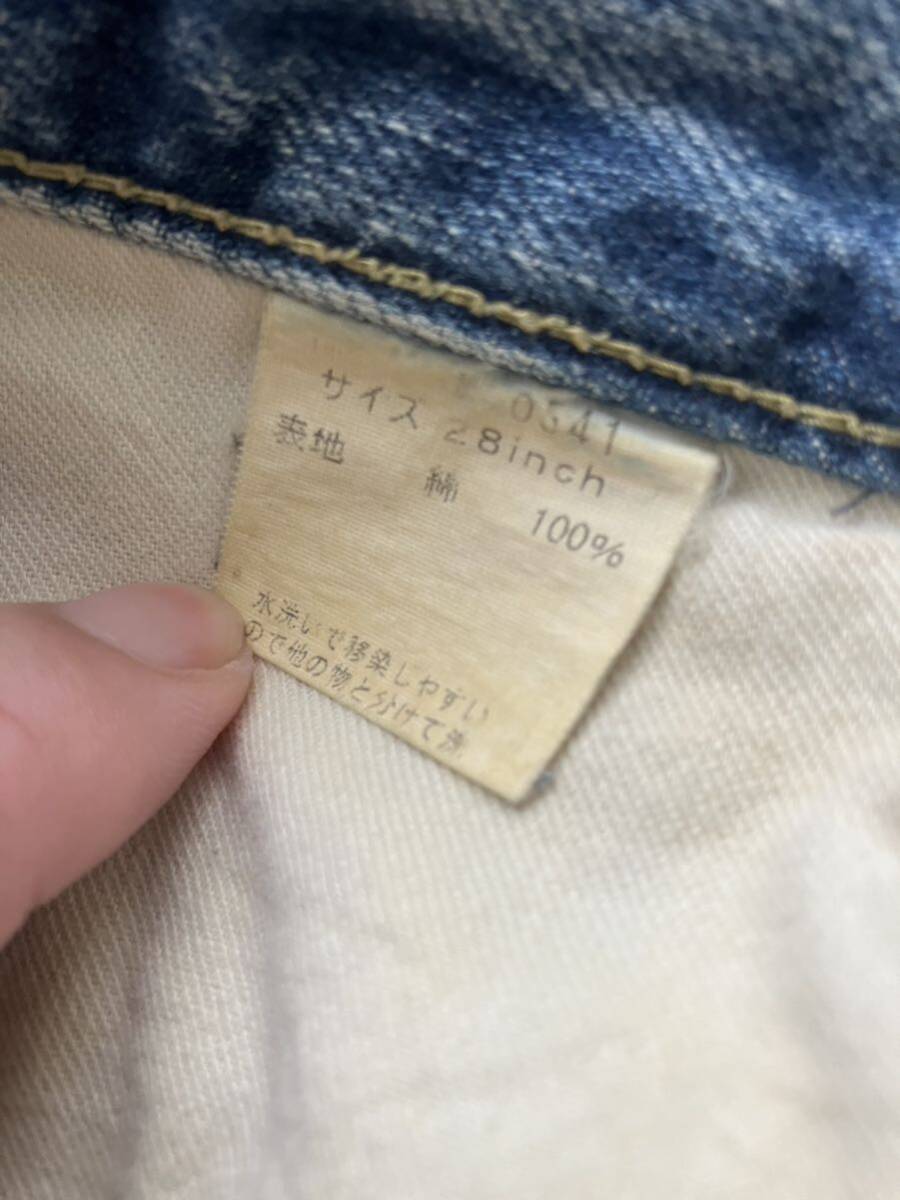 0541
サイズ 28inch
表地 綿 100%
水洗いで移染しやすい
ので他の物と分けて洗